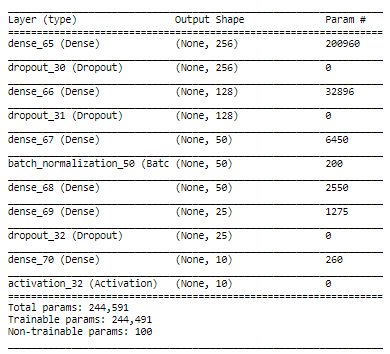 Layer (type) Output Shape Param #
dense_65 (Dense) (None, 256) 200960
dropout_30 (Dropout) (None, 256) 0
dense_66 (Dense) (None, 128) 32896
dropout_31 (Dropout) (None, 128) 0
dense_67 (Dense) (None, 50) 6450
batch_normalization_50 (Batc (None, 50) 200
dense_68 (Dense) (None, 50) 2550
dense_69 (Dense) (None, 25) 1275
dropout_32 (Dropout) (None, 25) 0
dense_70 (Dense) (None, 10) 260
activation_32 (Activation) (None, 10) 0
Total params: 244,591
Trainable params: 244,491
Non-trainable params: 100